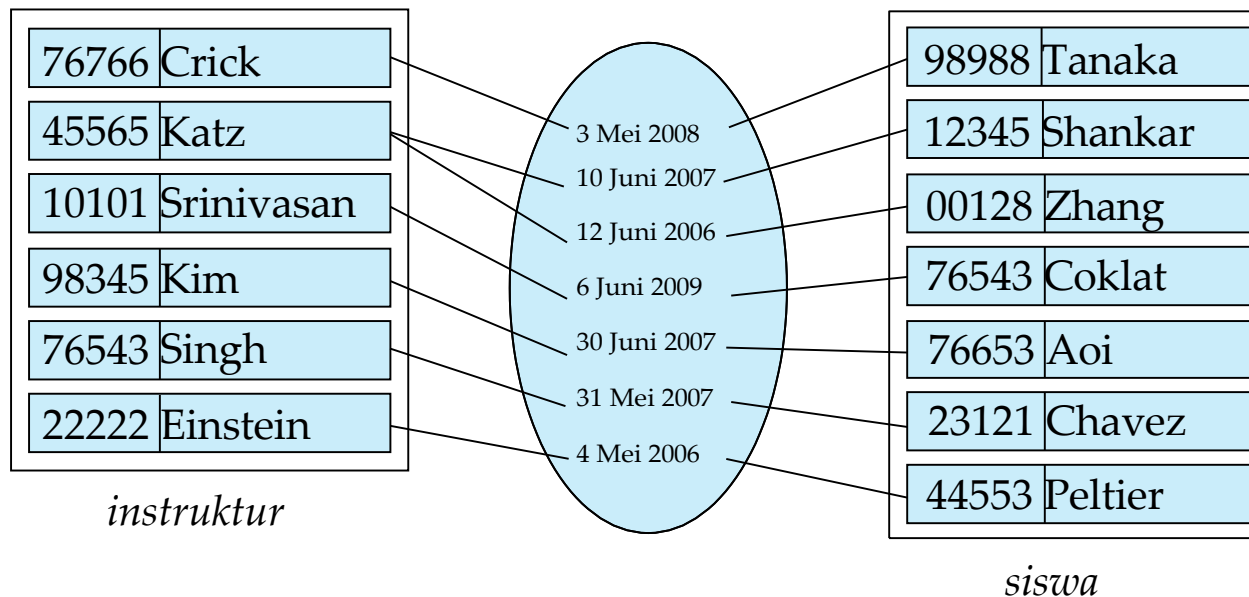 76766 Crick
45565 Katz
10101 Srinivasan
98345 Kim
76543 Singh
22222 Einstein
instruktur
3 Mei 2008
10 Juni 2007
12 Juni 2006
6 Juni 2009
30 Juni 2007
31 Mei 2007
4 Mei 2006
98988 Tanaka
12345 Shankar
00128 Zhang
76543 Coklat
76653 Aoi
23121 Chavez
44553 Peltier
siswa